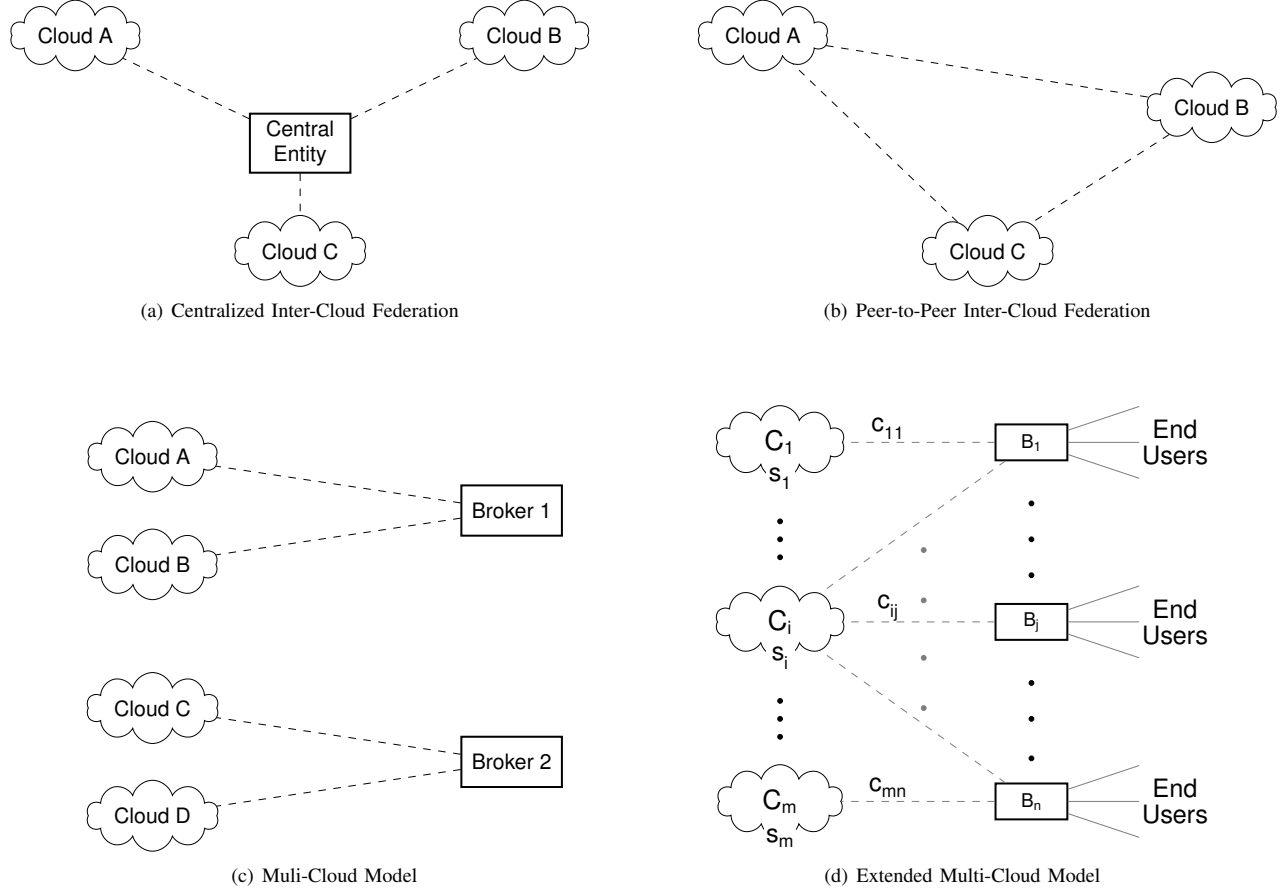 Cloud A
Cloud B
Central
Entity
Cloud C
(a) Centralized Inter-Cloud Federation
Cloud A
Cloud B
Cloud C
(b) Peer-to-Peer Inter-Cloud Federation
Cloud A
Cloud B
Broker 1
Cloud C
Cloud D
Broker 2
(c) Muli-Cloud Model
C₁
s₁
c₁₁
B₁
End
Users
Cᵢ
sᵢ
cᵢⱼ
Bⱼ
End
Users
Cₘ
sₘ
cₘₙ
Bₙ
End
Users
(d) Extended Multi-Cloud Model